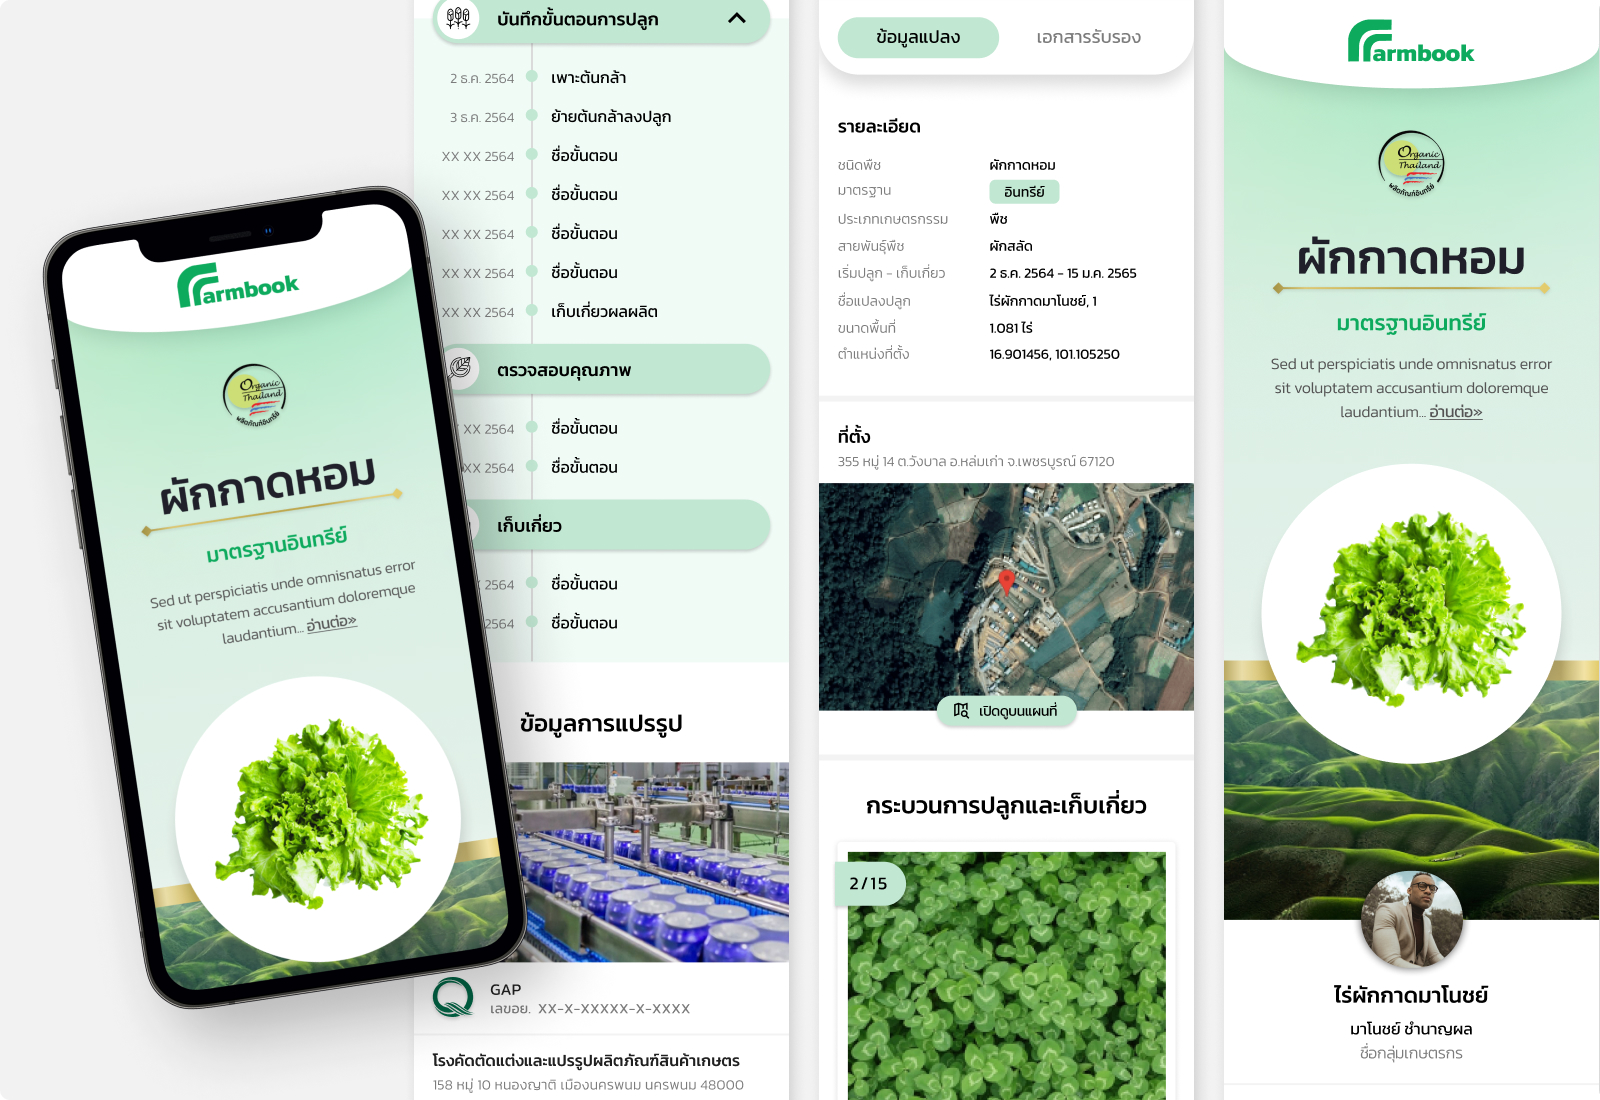 armbook
Organic
Thailand
ผลิตภัณฑ์อินทรีย์
ผักกาดหอม
มาตรฐานอินทรีย์
Sed ut perspiciatis unde omnisnatus error
sit voluptatem accusantium doloremque
laudantium... อ่านต่อ»
บันทึกขั้นตอนการปลูก
2 ธ.ค. 2564 เพาะต้นกล้า
3 ธ.ค. 2564 ย้ายต้นกล้าลงปลูก
XX XX 2564 ชื่อขั้นตอน
XX XX 2564 ชื่อขั้นตอน
XX XX 2564 ชื่อขั้นตอน
XX XX 2564 ชื่อขั้นตอน
XX XX 2564 เก็บเกี่ยวผลผลิต
ตรวจสอบคุณภาพ
XX 2564 ชื่อขั้นตอน
XX 2564 ชื่อขั้นตอน
เก็บเกี่ยว
2564 ชื่อขั้นตอน
2564 ชื่อขั้นตอน
ข้อมูลการแปรรูป
GAP
เลขอย. XX-X-XXXXX-X-XXXX
โรงคัดตัดแต่งและแปรรูปผลิตภัณฑ์สินค้าเกษตร
158 หมู่ 10 หนองญาติ เมืองนครพนม นครพนม 48000
ข้อมูลแปลง เอกสารรับรอง
รายละเอียด
ชนิดพืช ผักกาดหอม
มาตรฐาน อินทรีย์
ประเภทเกษตรกรรม พืช
สายพันธุ์พืช ผักสลัด
เริ่มปลูก - เก็บเกี่ยว 2 ธ.ค. 2564 - 15 ม.ค. 2565
ชื่อแปลงปลูก ไร่ผักกาดมาโนชย์, 1
ขนาดพื้นที่ 1.081 ไร่
ตำแหน่งที่ตั้ง 16.901456, 101.105250
ที่ตั้ง
355 หมู่ 14 ต.วังบาล อ.หล่มเก่า จ.เพชรบูรณ์ 67120
เปิดดูบนแผนที่
กระบวนการปลูกและเก็บเกี่ยว
2/15
armbook
Organic
Thailand
ผลิตภัณฑ์อินทรีย์
ผักกาดหอม
มาตรฐานอินทรีย์
Sed ut perspiciatis unde omnisnatus error
sit voluptatem accusantium doloremque
laudantium... อ่านต่อ»
ไร่ผักกาดมาโนชย์
มาโนชย์ ชำนาญผล
ชื่อกลุ่มเกษตรกร